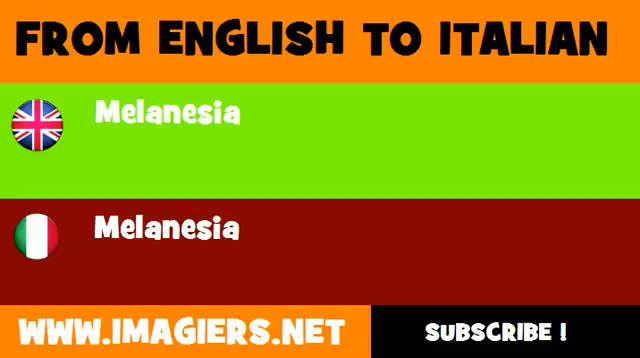 FROM ENGLISH TO ITALIAN
Melanesia
Melanesia
WWW.IMAGIERS.NET
SUBSCRIBE !